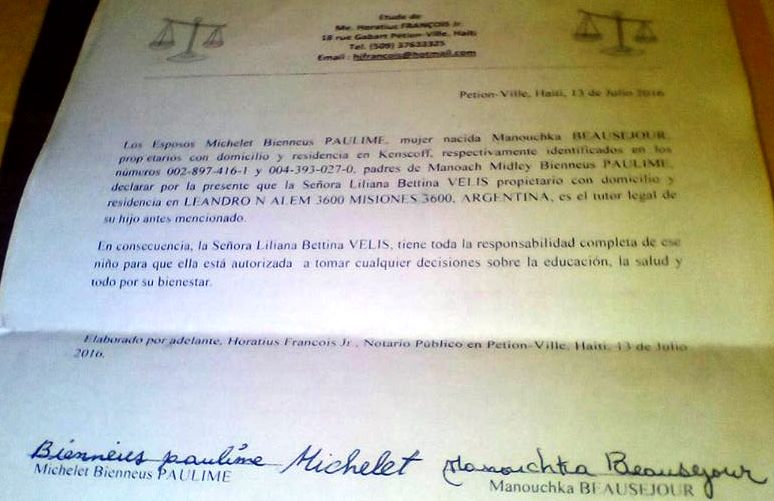 Etude de
Me. Horatius FRANÇOIS Jr
18 rue Gabart Petion-Ville, Haiti
Tel. (509) 37633325
Email : hjfrancois@hotmail.com
Petion-Ville, Haiti, 13 de Julio 2016
Los Esposos Michelet Bienneus PAULIME, mujer nacida Manouchka BEAUSEJOUR,
propietarios con domicilio y residencia en Kenscoff, respectivamente identificados en los
números 002-897-416-1 y 004-393-027-0, padres de Manoach Midley Bienneus PAULIME,
declarar por la presente que la Señora Liliana Bettina VELIS propietario con domicilio y
residencia en LEANDRO N ALEM 3600 MISIONES 3600, ARGENTINA, es el tutor legal de
su hijo antes mencionado.
En consecuencia, la Señora Liliana Bettina VELIS, tiene toda la responsabilidad completa de ese
niño para que ella está autorizada a tomar cualquier decisiones sobre la educación, la salud y
todo por su bienestar.
Elaborado por adelante, Horatius Francois Jr., Notario Público en Petion-Ville, Haiti, 13 de Julio
2016.
Bienneus paulime Michelet Manouchka Beausejour
Michelet Bienneus PAULIME
Manouchka BEAUSEJOUR